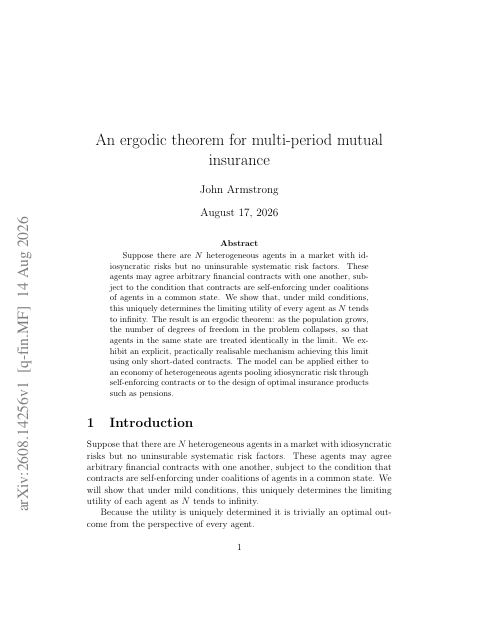 An ergodic theorem for multi-period mutual
insurance
John Armstrong
August 17, 2026
Abstract
Suppose there are N heterogeneous agents in a market with id-
iosyncratic risks but no uninsurable systematic risk factors. These
agents may agree arbitrary financial contracts with one another, sub-
ject to the condition that contracts are self-enforcing under coalitions
of agents in a common state. We show that, under mild conditions,
this uniquely determines the limiting utility of every agent as N tends
to infinity. The result is an ergodic theorem: as the population grows,
the number of degrees of freedom in the problem collapses, so that
agents in the same state are treated identically in the limit. We ex-
hibit an explicit, practically realisable mechanism achieving this limit
using only short-dated contracts. The model can be applied either to
an economy of heterogeneous agents pooling idiosyncratic risk through
self-enforcing contracts or to the design of optimal insurance products
such as pensions.
1 Introduction
Suppose that there are N heterogeneous agents in a market with idiosyncratic
risks but no uninsurable systematic risk factors. These agents may agree
arbitrary financial contracts with one another, subject to the condition that
contracts are self-enforcing under coalitions of agents in a common state. We
will show that under mild conditions, this uniquely determines the limiting
utility of each agent as N tends to infinity.
Because the utility is uniquely determined it is trivially an optimal out-
come from the perspective of every agent.
1
arXiv:2608.14256v1 [q-fin.MF] 14 Aug 2026